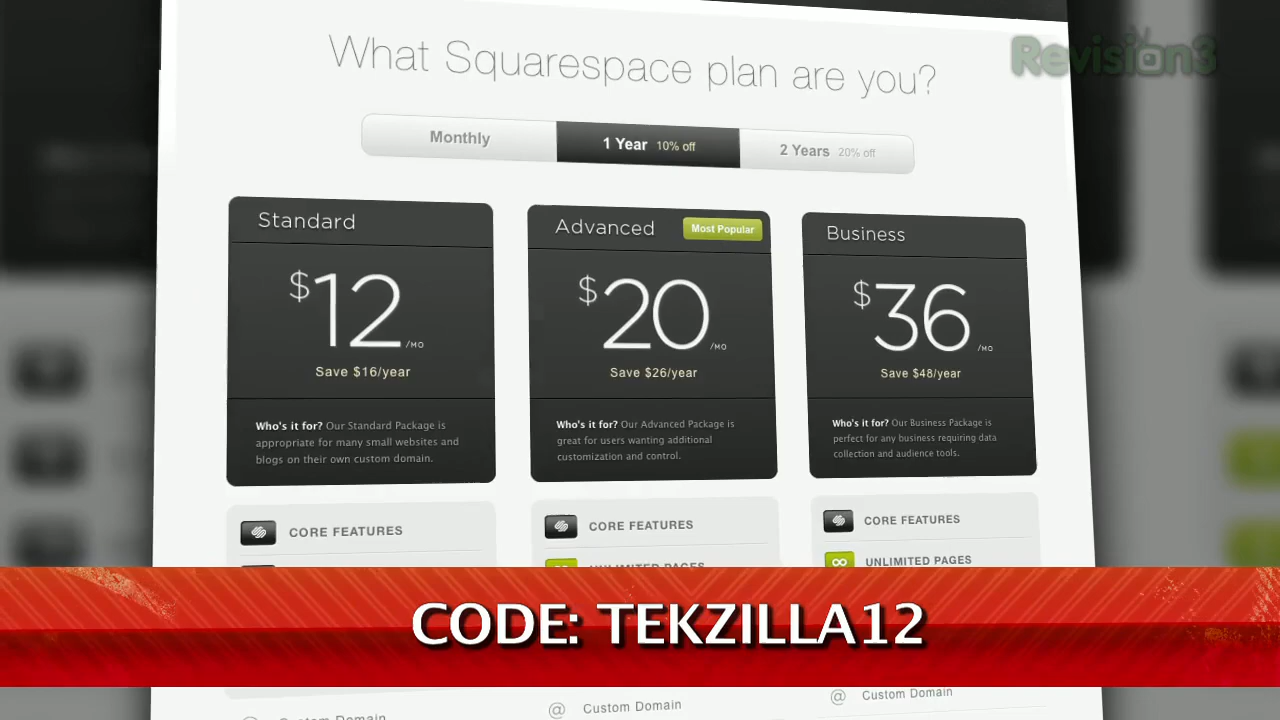 What Squarespace plan are you?
Revision3
Monthly
1 Year 10% off
2 Years 20% off
Standard
$12 /MO
Save $16/year
Who's it for? Our Standard Package is
appropriate for many small websites and
blogs on their own custom domain.
CORE FEATURES
Advanced
Most Popular
$20 /MO
Save $26/year
Who's it for? Our Advanced Package is
great for users wanting additional
customization and control.
CORE FEATURES
UNLIMITED PAGES
Business
$36 /MO
Save $48/year
Who's it for? Our Business Package is
perfect for any business requiring data
collection and audience tools.
CORE FEATURES
UNLIMITED PAGES
CODE: TEKZILLA12
@ Custom Domain
@ Custom Domain
@ Custom Domain